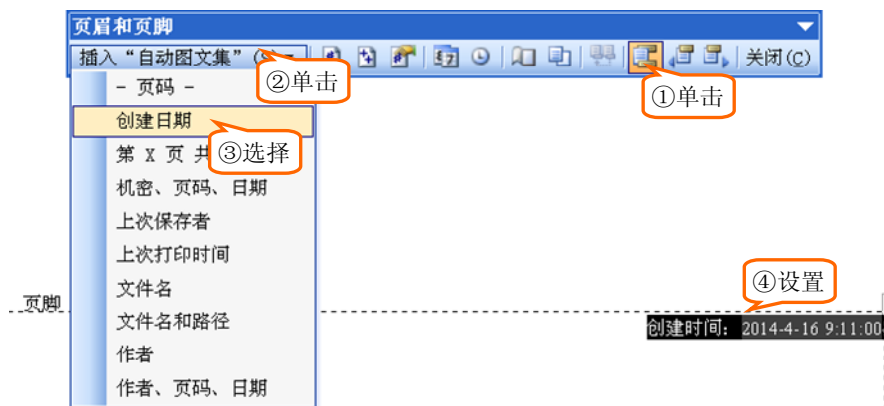 页眉和页脚
插入“自动图文集”(S)
关闭(C)
②单击
①单击
- 页码 -
创建日期
③选择
第 X 页 共
机密、页码、日期
上次保存者
上次打印时间
文件名
④设置
页脚
文件名和路径
创建时间: 2014-4-16 9:11:00
作者
作者、页码、日期